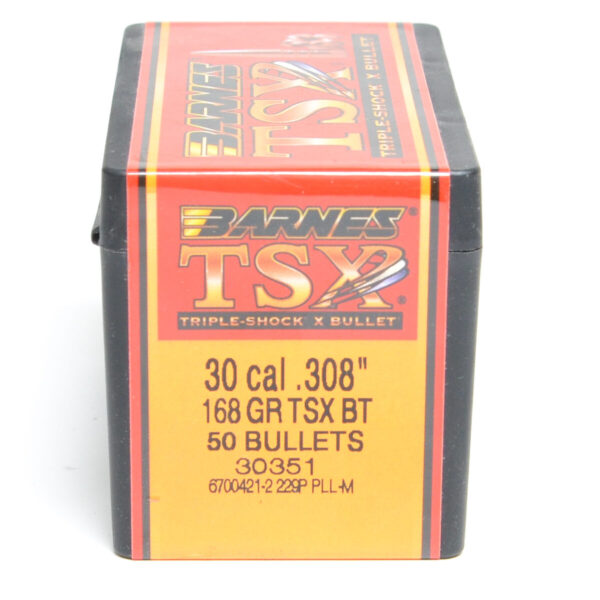 BARNES
TSX
TRIPLE-SHOCK X BULLET
BARNES®
TSX®
TRIPLE-SHOCK X BULLET
30 cal .308"
168 GR TSX BT
50 BULLETS
30351
6700421-2 229P PLL-M